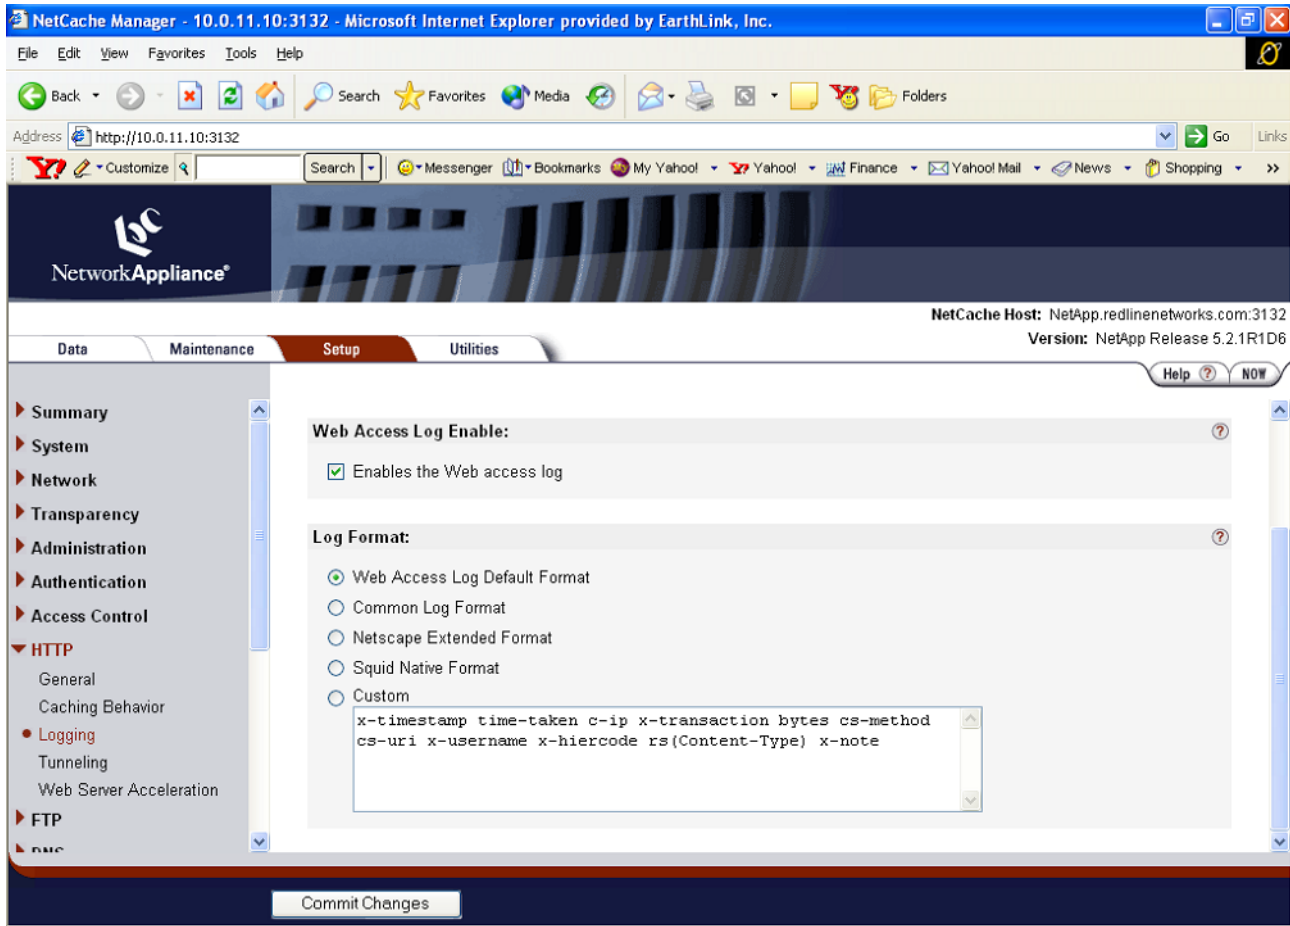 NetCache Manager - 10.0.11.10:3132 - Microsoft Internet Explorer provided by EarthLink, Inc.
File Edit View Favorites Tools Help
Back Search Favorites Media Folders
Address http://10.0.11.10:3132 Go Links
Y? Customize Search Messenger Bookmarks My Yahoo! Yahoo! Finance Yahoo! Mail News Shopping »
NetworkAppliance®
NetCache Host: NetApp.redlinenetworks.com:3132
Version: NetApp Release 5.2.1R1D6
Data Maintenance Setup Utilities
Help ? NOW
Summary
System
Network
Transparency
Administration
Authentication
Access Control
HTTP
General
Caching Behavior
Logging
Tunneling
Web Server Acceleration
FTP
DNS
Web Access Log Enable: ?
Enables the Web access log
Log Format: ?
Web Access Log Default Format
Common Log Format
Netscape Extended Format
Squid Native Format
Custom
x-timestamp time-taken c-ip x-transaction bytes cs-method
cs-uri x-username x-hiercode rs(Content-Type) x-note
Commit Changes